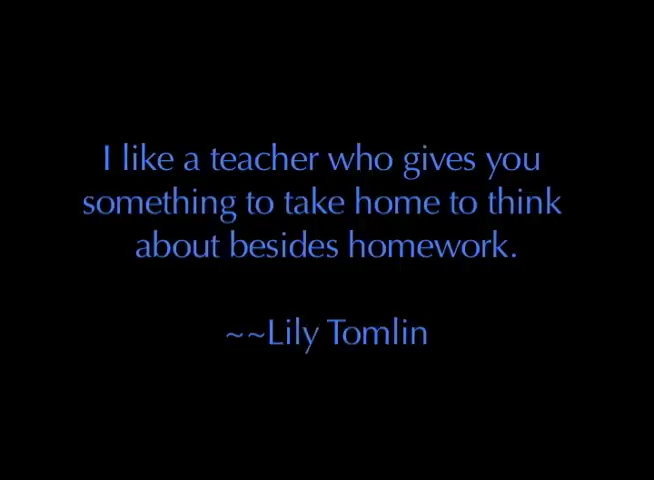 I like a teacher who gives you
something to take home to think
about besides homework.
~~Lily Tomlin